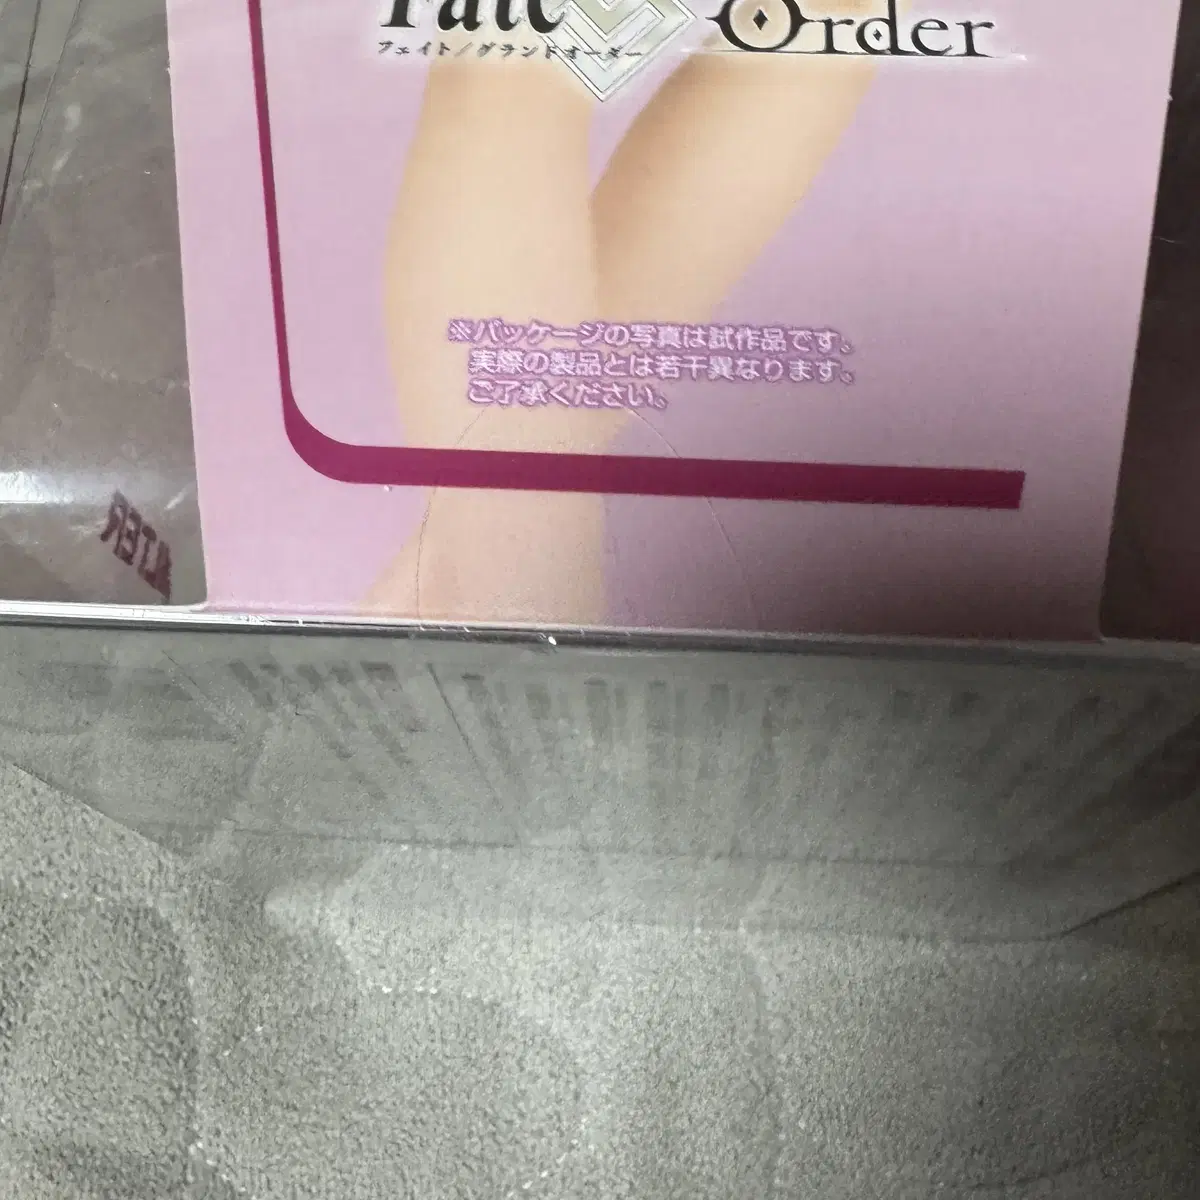 Fate Order
フェイト/グランドオーダー
※パッケージの写真は試作品です。
実際の製品とは若干異なります。
ご了承ください。
ALTER